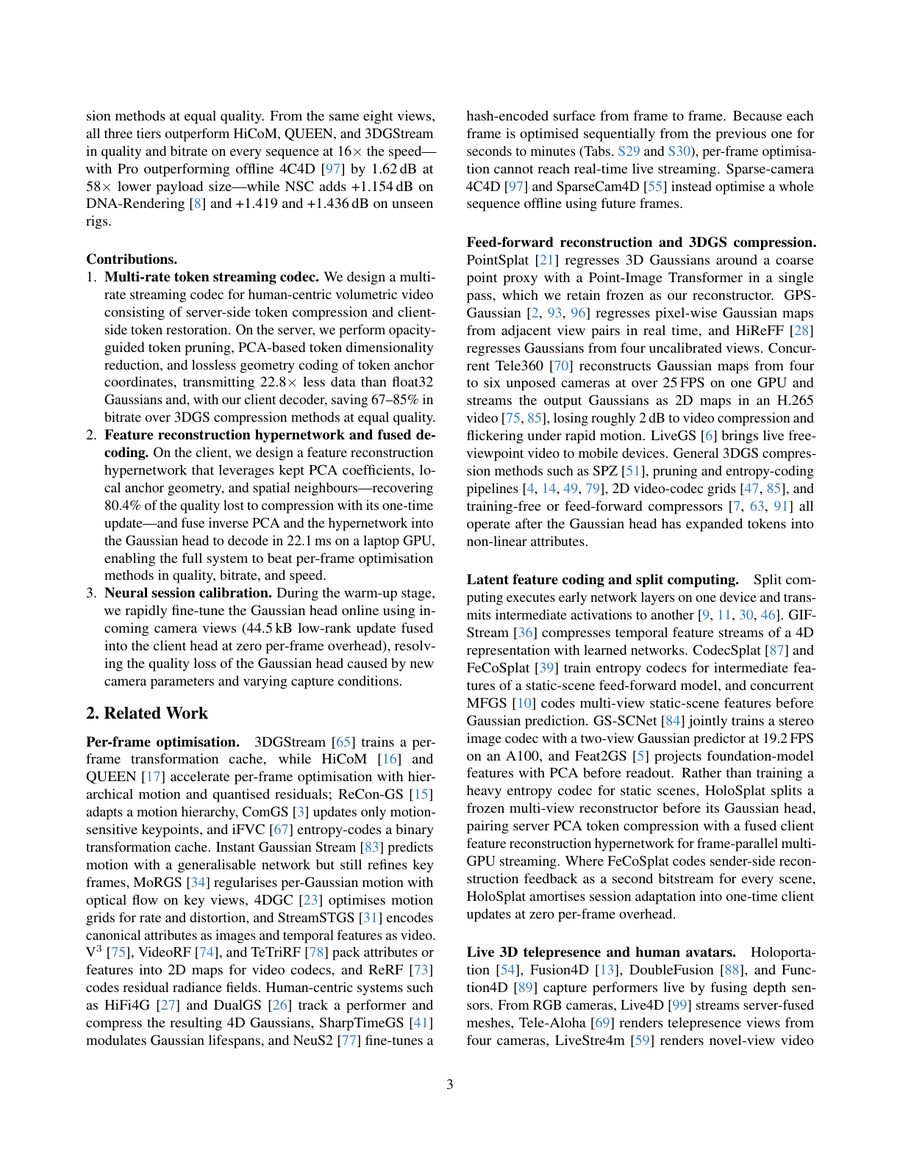 sion methods at equal quality. From the same eight views,
all three tiers outperform HiCoM, QUEEN, and 3DGStream
in quality and bitrate on every sequence at 16× the speed—
with Pro outperforming offline 4C4D [97] by 1.62 dB at
58× lower payload size—while NSC adds +1.154 dB on
DNA-Rendering [8] and +1.419 and +1.436 dB on unseen
rigs.
Contributions.
1. Multi-rate token streaming codec. We design a multi-
rate streaming codec for human-centric volumetric video
consisting of server-side token compression and client-
side token restoration. On the server, we perform opacity-
guided token pruning, PCA-based token dimensionality
reduction, and lossless geometry coding of token anchor
coordinates, transmitting 22.8× less data than float32
Gaussians and, with our client decoder, saving 67–85% in
bitrate over 3DGS compression methods at equal quality.
2. Feature reconstruction hypernetwork and fused de-
coding. On the client, we design a feature reconstruction
hypernetwork that leverages kept PCA coefficients, lo-
cal anchor geometry, and spatial neighbours—recovering
80.4% of the quality lost to compression with its one-time
update—and fuse inverse PCA and the hypernetwork into
the Gaussian head to decode in 22.1 ms on a laptop GPU,
enabling the full system to beat per-frame optimisation
methods in quality, bitrate, and speed.
3. Neural session calibration. During the warm-up stage,
we rapidly fine-tune the Gaussian head online using in-
coming camera views (44.5 kB low-rank update fused
into the client head at zero per-frame overhead), resolv-
ing the quality loss of the Gaussian head caused by new
camera parameters and varying capture conditions.
2. Related Work
Per-frame optimisation. 3DGStream [65] trains a per-
frame transformation cache, while HiCoM [16] and
QUEEN [17] accelerate per-frame optimisation with hier-
archical motion and quantised residuals; ReCon-GS [15]
adapts a motion hierarchy, ComGS [3] updates only motion-
sensitive keypoints, and iFVC [67] entropy-codes a binary
transformation cache. Instant Gaussian Stream [83] predicts
motion with a generalisable network but still refines key
frames, MoRGS [34] regularises per-Gaussian motion with
optical flow on key views, 4DGC [23] optimises motion
grids for rate and distortion, and StreamSTGS [31] encodes
canonical attributes as images and temporal features as video.
V³ [75], VideoRF [74], and TeTriRF [78] pack attributes or
features into 2D maps for video codecs, and ReRF [73]
codes residual radiance fields. Human-centric systems such
as HiFi4G [27] and DualGS [26] track a performer and
compress the resulting 4D Gaussians, SharpTimeGS [41]
modulates Gaussian lifespans, and NeuS2 [77] fine-tunes a
hash-encoded surface from frame to frame. Because each
frame is optimised sequentially from the previous one for
seconds to minutes (Tabs. S29 and S30), per-frame optimisa-
tion cannot reach real-time live streaming. Sparse-camera
4C4D [97] and SparseCam4D [55] instead optimise a whole
sequence offline using future frames.
Feed-forward reconstruction and 3DGS compression.
PointSplat [21] regresses 3D Gaussians around a coarse
point proxy with a Point-Image Transformer in a single
pass, which we retain frozen as our reconstructor. GPS-
Gaussian [2, 93, 96] regresses pixel-wise Gaussian maps
from adjacent view pairs in real time, and HiReFF [28]
regresses Gaussians from four uncalibrated views. Concur-
rent Tele360 [70] reconstructs Gaussian maps from four
to six unposed cameras at over 25 FPS on one GPU and
streams the output Gaussians as 2D maps in an H.265
video [75, 85], losing roughly 2 dB to video compression and
flickering under rapid motion. LiveGS [6] brings live free-
viewpoint video to mobile devices. General 3DGS compres-
sion methods such as SPZ [51], pruning and entropy-coding
pipelines [4, 14, 49, 79], 2D video-codec grids [47, 85], and
training-free or feed-forward compressors [7, 63, 91] all
operate after the Gaussian head has expanded tokens into
non-linear attributes.
Latent feature coding and split computing. Split com-
puting executes early network layers on one device and trans-
mits intermediate activations to another [9, 11, 30, 46]. GIF-
Stream [36] compresses temporal feature streams of a 4D
representation with learned networks. CodecSplat [87] and
FeCoSplat [39] train entropy codecs for intermediate fea-
tures of a static-scene feed-forward model, and concurrent
MFGS [10] codes multi-view static-scene features before
Gaussian prediction. GS-SCNet [84] jointly trains a stereo
image codec with a two-view Gaussian predictor at 19.2 FPS
on an A100, and Feat2GS [5] projects foundation-model
features with PCA before readout. Rather than training a
heavy entropy codec for static scenes, HoloSplat splits a
frozen multi-view reconstructor before its Gaussian head,
pairing server PCA token compression with a fused client
feature reconstruction hypernetwork for frame-parallel multi-
GPU streaming. Where FeCoSplat codes sender-side recon-
struction feedback as a second bitstream for every scene,
HoloSplat amortises session adaptation into one-time client
updates at zero per-frame overhead.
Live 3D telepresence and human avatars. Holoporta-
tion [54], Fusion4D [13], DoubleFusion [88], and Func-
tion4D [89] capture performers live by fusing depth sen-
sors. From RGB cameras, Live4D [99] streams server-fused
meshes, Tele-Aloha [69] renders telepresence views from
four cameras, LiveStre4m [59] renders novel-view video
3